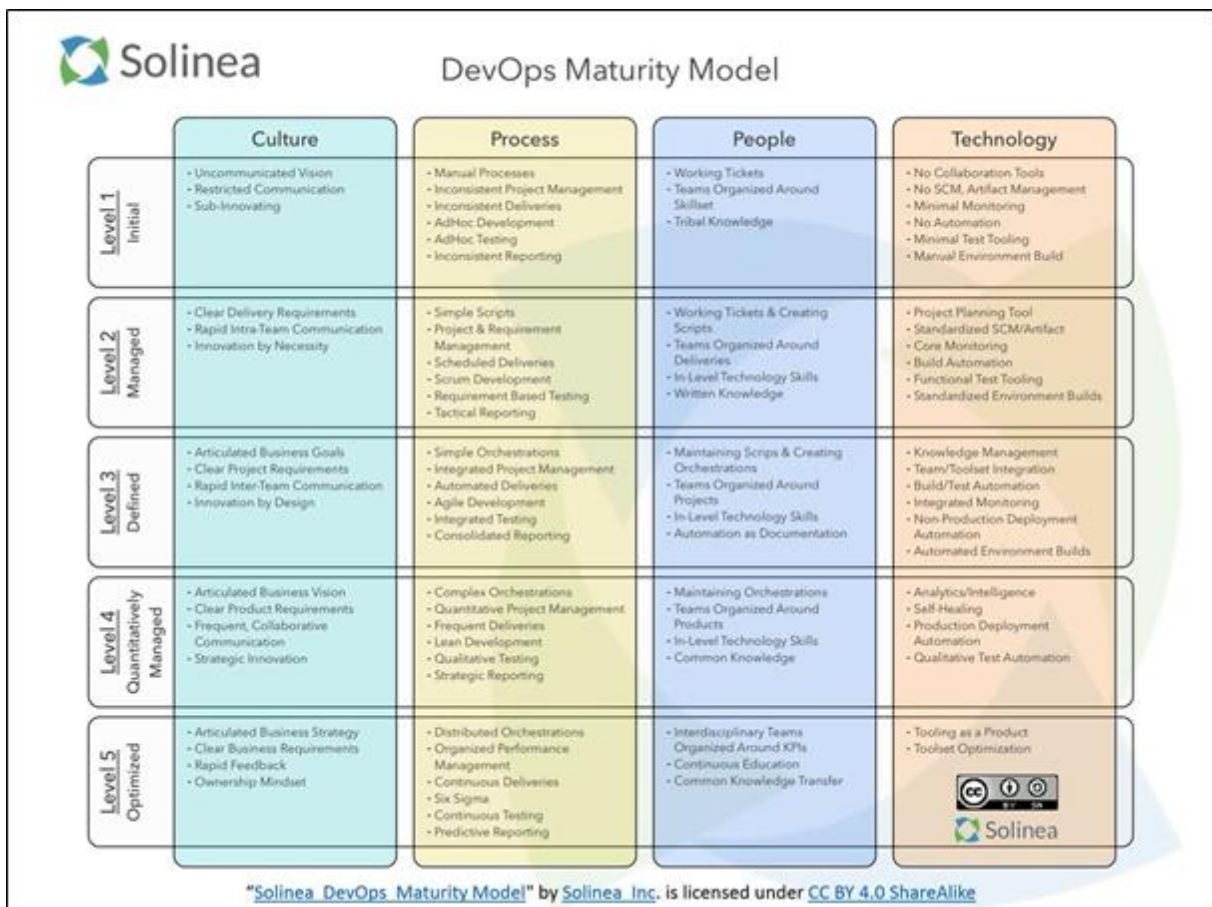 Solinea
DevOps Maturity Model
Culture
Process
People
Technology
Level 1
Initial
• Uncommunicated Vision
• Restricted Communication
• Sub-Innovating
• Manual Processes
• Inconsistent Project Management
• Inconsistent Deliveries
• AdHoc Development
• AdHoc Testing
• Inconsistent Reporting
• Working Tickets
• Teams Organized Around
Skillset
• Tribal Knowledge
• No Collaboration Tools
• No SCM, Artifact Management
• Minimal Monitoring
• No Automation
• Minimal Test Tooling
• Manual Environment Build
Level 2
Managed
• Clear Delivery Requirements
• Rapid Intra-Team Communication
• Innovation by Necessity
• Simple Scripts
• Project & Requirement
Management
• Scheduled Deliveries
• Scrum Development
• Requirement Based Testing
• Tactical Reporting
• Working Tickets & Creating
Scripts
• Teams Organized Around
Deliveries
• In-Level Technology Skills
• Written Knowledge
• Project Planning Tool
• Standardized SCM/Artifact
• Core Monitoring
• Build Automation
• Functional Test Tooling
• Standardized Environment Builds
Level 3
Defined
• Articulated Business Goals
• Clear Project Requirements
• Rapid Inter-Team Communication
• Innovation by Design
• Simple Orchestrations
• Integrated Project Management
• Automated Deliveries
• Agile Development
• Integrated Testing
• Consolidated Reporting
• Maintaining Scrips & Creating
Orchestrations
• Teams Organized Around
Projects
• In-Level Technology Skills
• Automation as Documentation
• Knowledge Management
• Team/Toolset Integration
• Build/Test Automation
• Integrated Monitoring
• Non-Production Deployment
Automation
• Automated Environment Builds
Level 4
Quantitatively
Managed
• Articulated Business Vision
• Clear Product Requirements
• Frequent, Collaborative
Communication
• Strategic Innovation
• Complex Orchestrations
• Quantitative Project Management
• Frequent Deliveries
• Lean Development
• Qualitative Testing
• Strategic Reporting
• Maintaining Orchestrations
• Teams Organized Around
Products
• In-Level Technology Skills
• Common Knowledge
• Analytics/Intelligence
• Self-Healing
• Production Deployment
Automation
• Qualitative Test Automation
Level 5
Optimized
• Articulated Business Strategy
• Clear Business Requirements
• Rapid Feedback
• Ownership Mindset
• Distributed Orchestrations
• Organized Performance
Management
• Continuous Deliveries
• Six Sigma
• Continuous Testing
• Predictive Reporting
• Interdisciplinary Teams
Organized Around KPIs
• Continuous Education
• Common Knowledge Transfer
• Tooling as a Product
• Toolset Optimization
cc
BY SA
Solinea
"Solinea DevOps Maturity Model" by Solinea Inc. is licensed under CC BY 4.0 ShareAlike